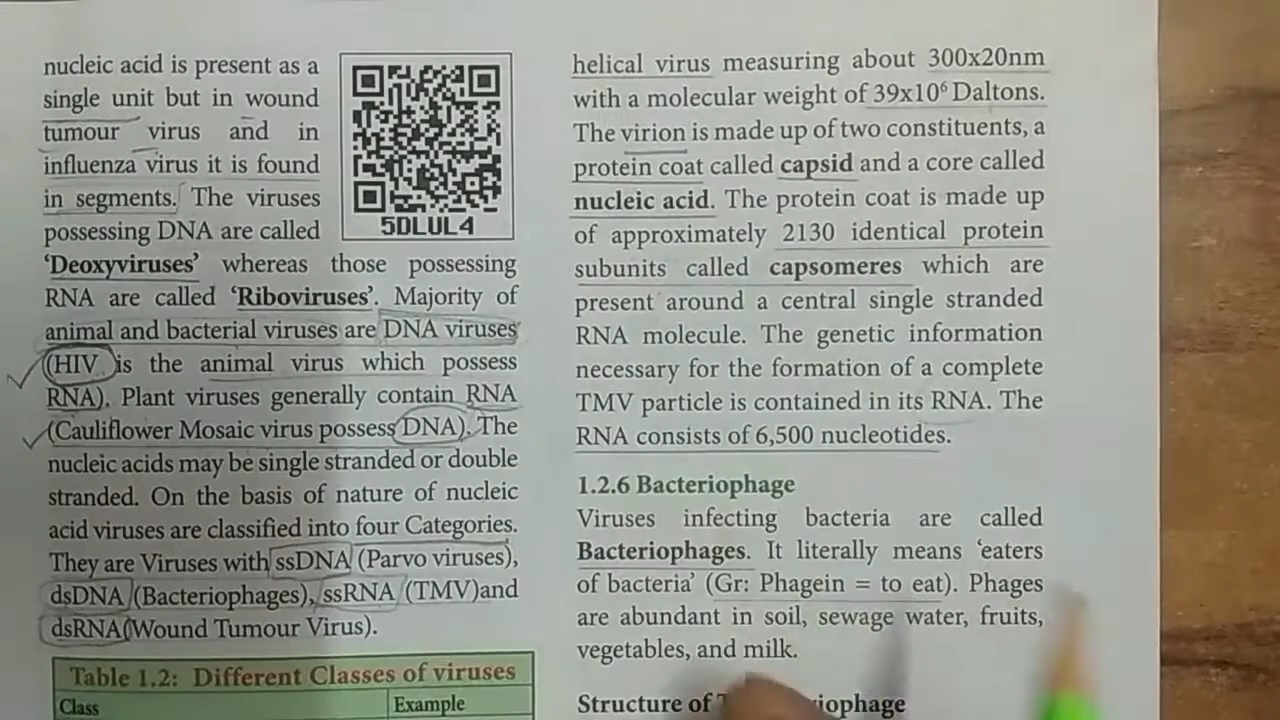 nucleic acid is present as a
single unit but in wound
tumour virus and in
influenza virus it is found
in segments. The viruses
possessing DNA are called
5DLUL4
‘Deoxyviruses’ whereas those possessing
RNA are called ‘Riboviruses’. Majority of
animal and bacterial viruses are DNA viruses
(HIV is the animal virus which possess
RNA). Plant viruses generally contain RNA
(Cauliflower Mosaic virus possess DNA). The
nucleic acids may be single stranded or double
stranded. On the basis of nature of nucleic
acid viruses are classified into four Categories.
They are Viruses with ssDNA (Parvo viruses),
dsDNA (Bacteriophages), ssRNA (TMV)and
dsRNA(Wound Tumour Virus).
Table 1.2: Different Classes of viruses
Class Example
helical virus measuring about 300x20nm
with a molecular weight of 39x10⁶ Daltons.
The virion is made up of two constituents, a
protein coat called capsid and a core called
nucleic acid. The protein coat is made up
of approximately 2130 identical protein
subunits called capsomeres which are
present around a central single stranded
RNA molecule. The genetic information
necessary for the formation of a complete
TMV particle is contained in its RNA. The
RNA consists of 6,500 nucleotides.
1.2.6 Bacteriophage
Viruses infecting bacteria are called
Bacteriophages. It literally means ‘eaters
of bacteria’ (Gr: Phagein = to eat). Phages
are abundant in soil, sewage water, fruits,
vegetables, and milk.
Structure of